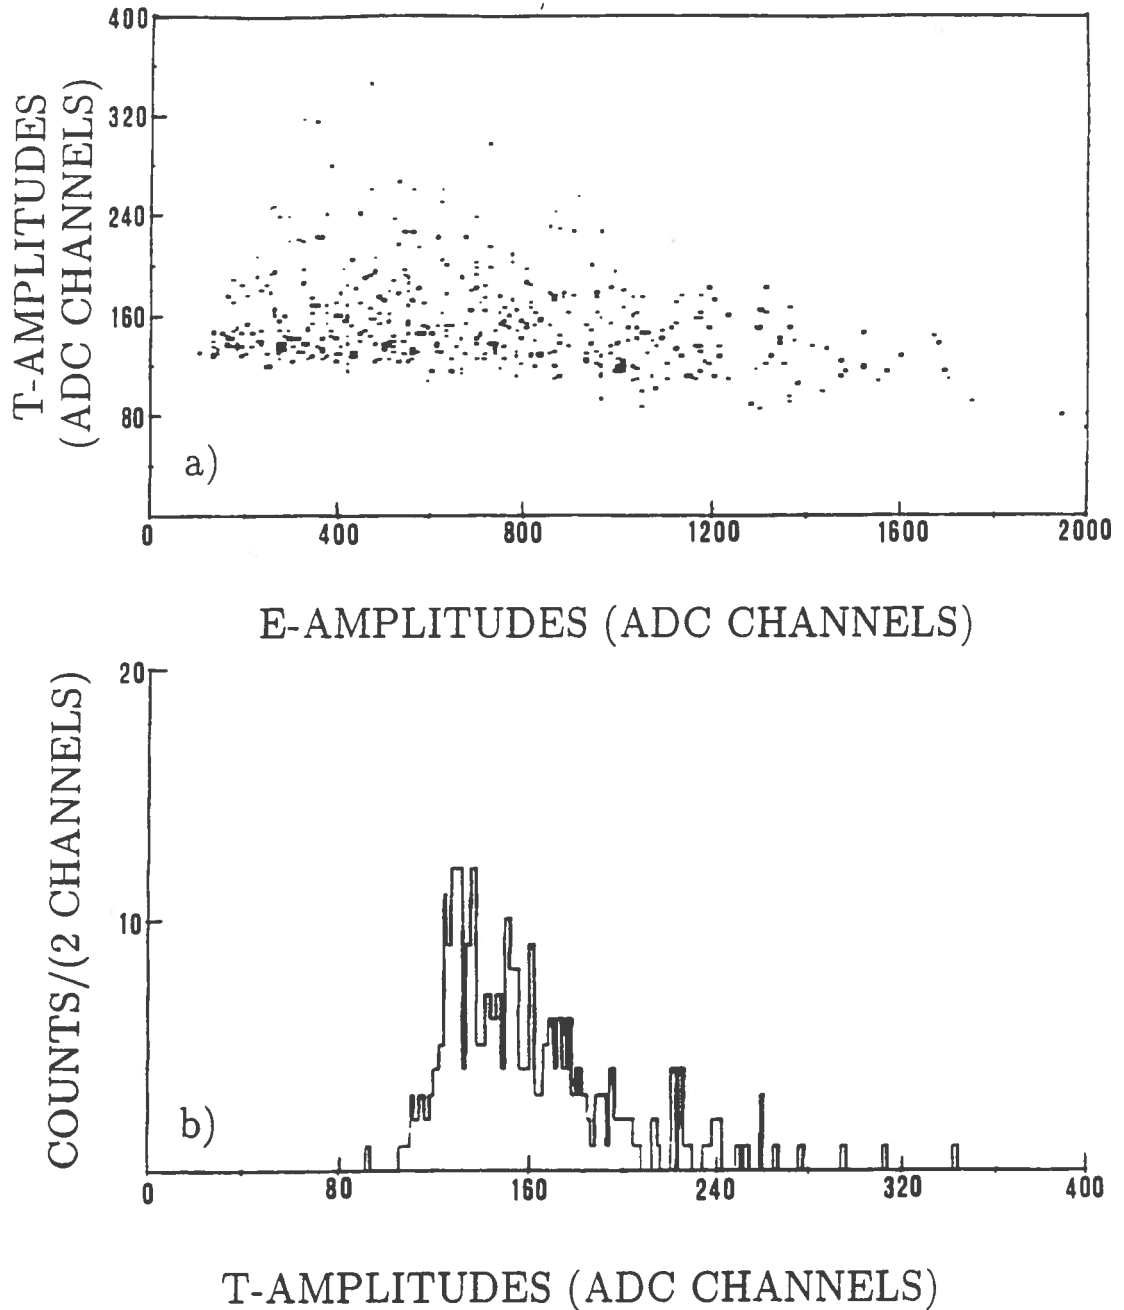 400
320
240
160
80
T-AMPLITUDES
(ADC CHANNELS)
a)
0 400 800 1200 1600 2000
E-AMPLITUDES (ADC CHANNELS)
20
10
COUNTS/(2 CHANNELS)
b)
0 80 160 240 320 400
T-AMPLITUDES (ADC CHANNELS)